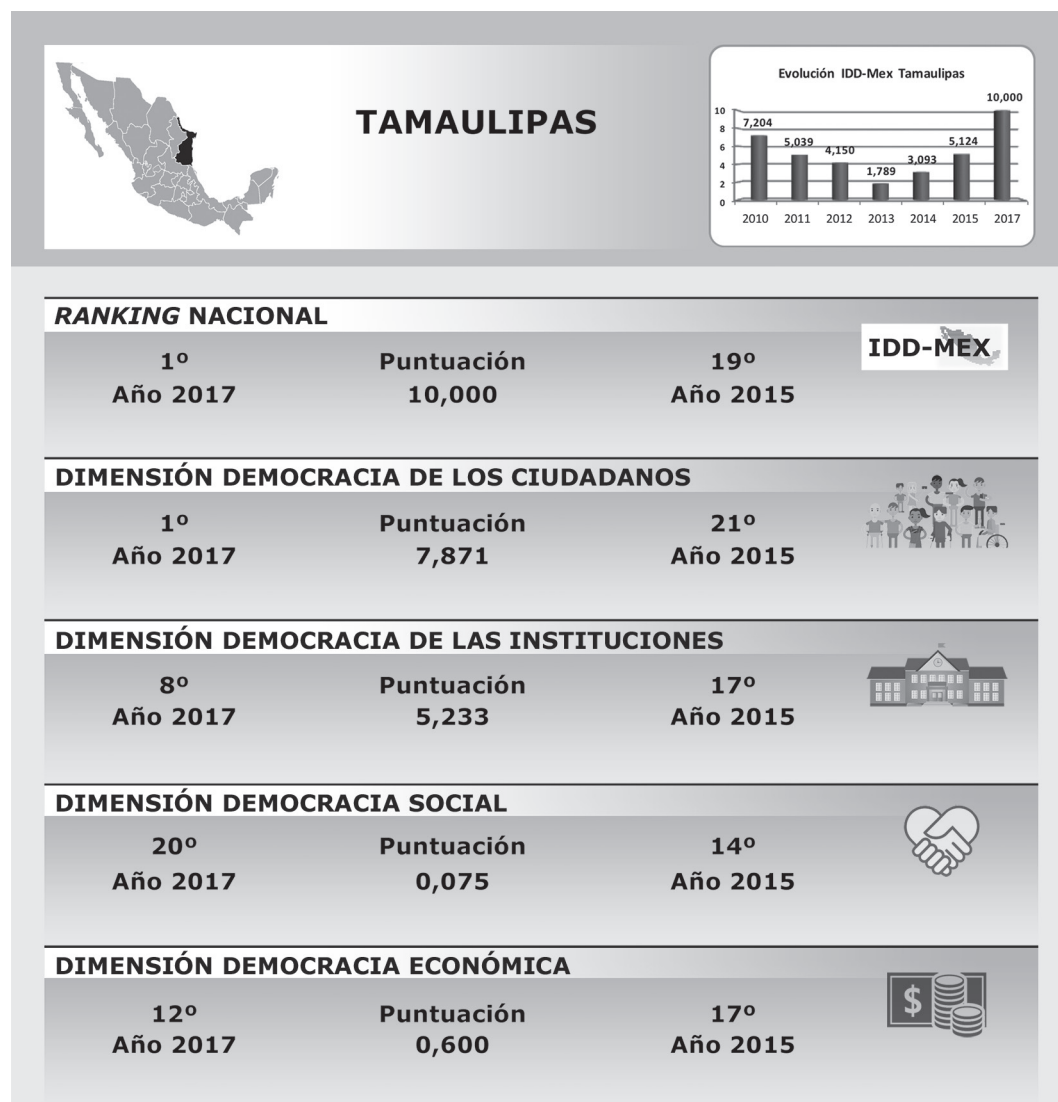 TAMAULIPAS
Evolución IDD-Mex Tamaulipas
10
8
6
4
2
0
7,204
5,039
4,150
1,789
3,093
5,124
10,000
2010 2011 2012 2013 2014 2015 2017
RANKING NACIONAL
IDD-MEX
1º Puntuación 19º
Año 2017 10,000 Año 2015
DIMENSIÓN DEMOCRACIA DE LOS CIUDADANOS
1º Puntuación 21º
Año 2017 7,871 Año 2015
DIMENSIÓN DEMOCRACIA DE LAS INSTITUCIONES
8º Puntuación 17º
Año 2017 5,233 Año 2015
DIMENSIÓN DEMOCRACIA SOCIAL
20º Puntuación 14º
Año 2017 0,075 Año 2015
DIMENSIÓN DEMOCRACIA ECONÓMICA
$
12º Puntuación 17º
Año 2017 0,600 Año 2015